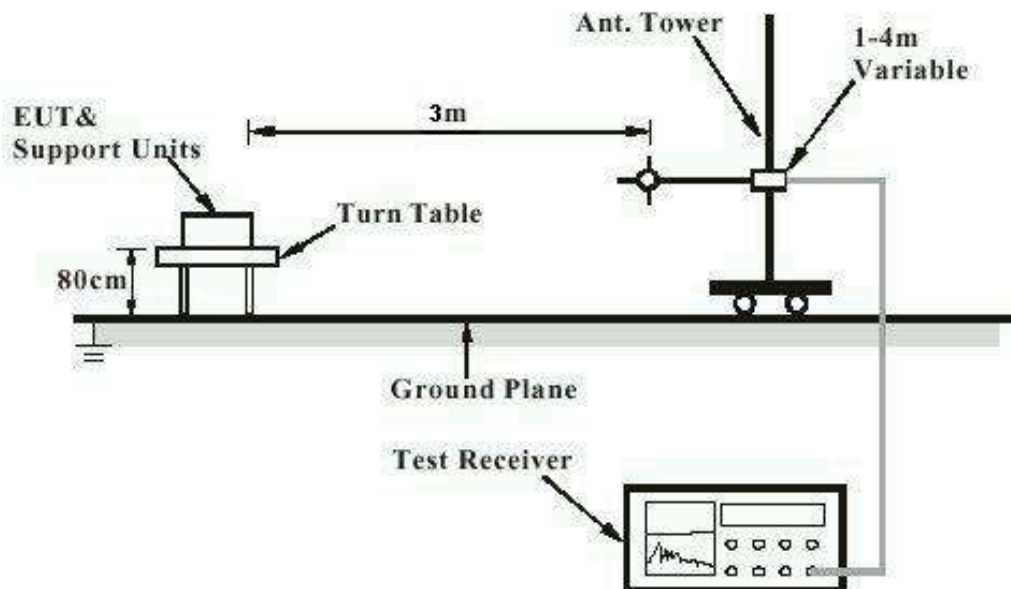 Ant. Tower
1-4m
Variable
3m
EUT&
Support Units
Turn Table
80cm
Ground Plane
Test Receiver